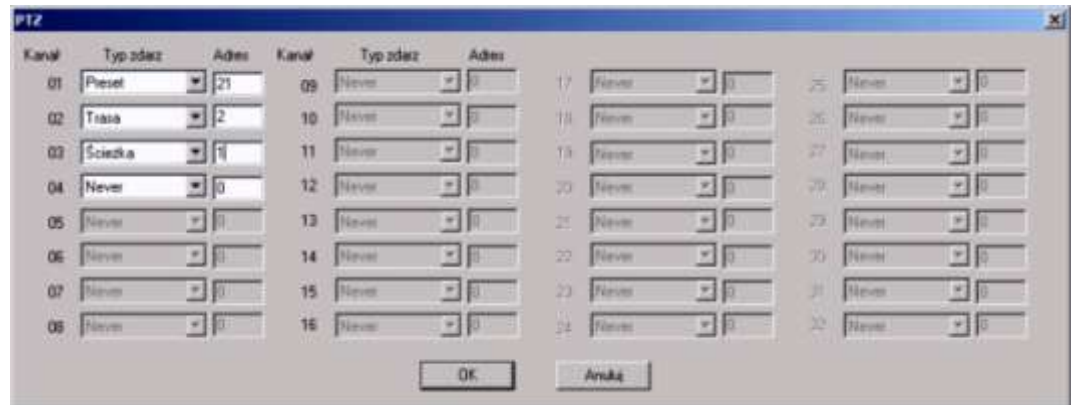 PTZ
Kanał Typ zdarz Adres Kanał Typ zdarz Adres
01 Preset 21 09 Never 0 17 Never 0 25 Never 0
02 Trasa 2 10 Never 0 18 Never 0 26 Never 0
03 Ścieżka 1 11 Never 0 19 Never 0 27 Never 0
04 Never 0 12 Never 0 20 Never 0 28 Never 0
05 Never 0 13 Never 0 21 Never 0 29 Never 0
06 Never 0 14 Never 0 22 Never 0 30 Never 0
07 Never 0 15 Never 0 23 Never 0 31 Never 0
08 Never 0 16 Never 0 24 Never 0 32 Never 0
OK Anuluj